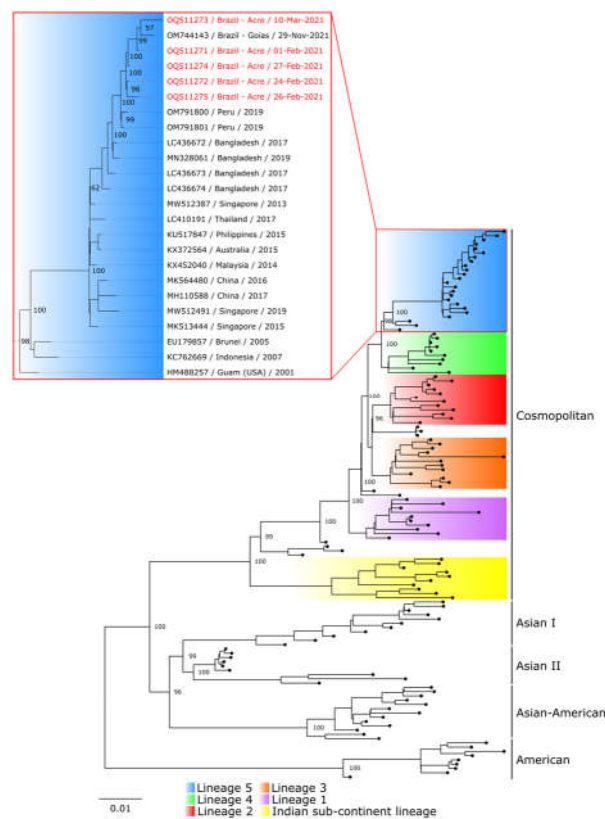 OQ511273 / Brazil - Acre / 10-Mar-2021
57
OM744143 / Brazil - Goias / 29-Nov-2021
99
OQ511271 / Brazil - Acre / 01-Feb-2021
100
OQ511274 / Brazil - Acre / 27-Feb-2021
OQ511272 / Brazil - Acre / 24-Feb-2021
98
OQ511275 / Brazil - Acre / 26-Feb-2021
100
OM791800 / Peru / 2019
OM791801 / Peru / 2019
100
LC436672 / Bangladesh / 2017
MN328061 / Bangladesh / 2019
LC436673 / Bangladesh / 2017
LC436674 / Bangladesh / 2017
62
MW512387 / Singapore / 2013
LC410191 / Thailand / 2017
KU517847 / Philippines / 2015
KX372564 / Australia / 2015
KX452040 / Malaysia / 2014
100
MK564480 / China / 2016
MH110588 / China / 2017
MW512491 / Singapore / 2019
100
MK513444 / Singapore / 2015
98
EU179857 / Brunei / 2005
KC762669 / Indonesia / 2007
HM488257 / Guam (USA) / 2001
100
98
100
100
96
Cosmopolitan
100
100
100
99
100
100
Asian I
99
Asian II
100
96
Asian-American
100
American
100
0.01
Lineage 5
Lineage 3
Lineage 4
Lineage 1
Lineage 2
Indian sub-continent lineage